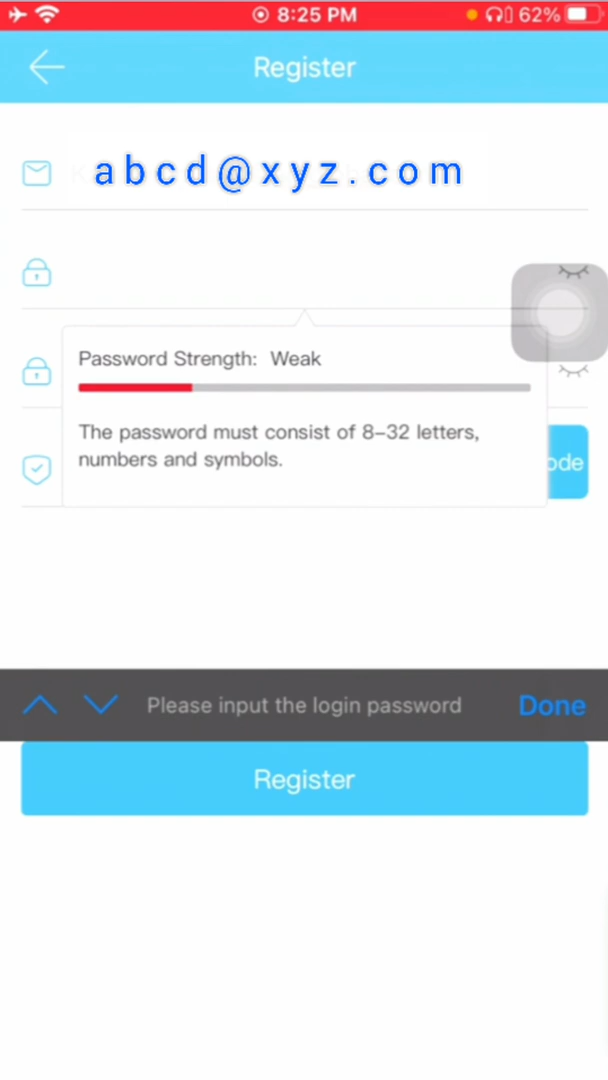 8:25 PM
62%
Register
abcd@xyz.com
Password Strength: Weak
The password must consist of 8–32 letters,
numbers and symbols.
ode
Please input the login password
Done
Register